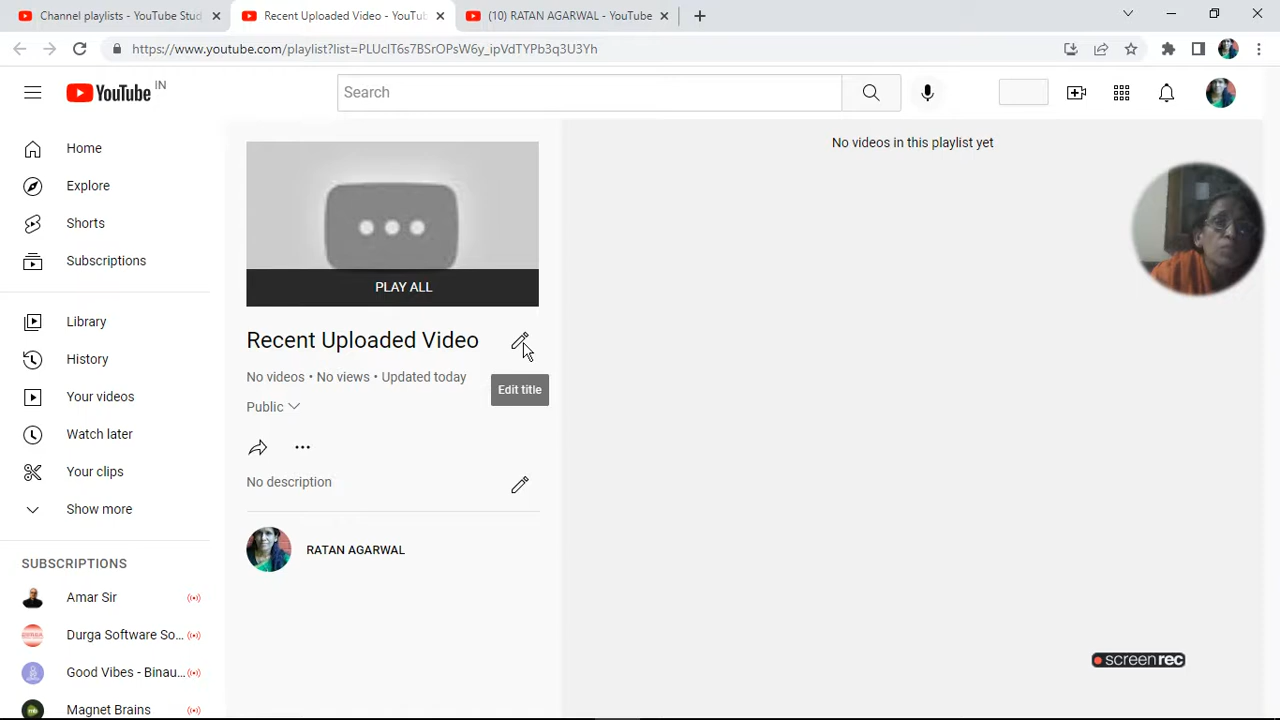 Channel playlists - YouTube Stud
Recent Uploaded Video - YouTub
(10) RATAN AGARWAL - YouTube
https://www.youtube.com/playlist?list=PLUcIT6s7BSrOPsW6y_ipVdTYPb3q3U3Yh
YouTube IN
Search
Home
Explore
Shorts
Subscriptions
Library
History
Your videos
Watch later
Your clips
Show more
SUBSCRIPTIONS
Amar Sir
Durga Software So...
Good Vibes - Binau...
Magnet Brains
PLAY ALL
Recent Uploaded Video
No videos • No views • Updated today
Edit title
Public
No description
RATAN AGARWAL
No videos in this playlist yet
screenrec